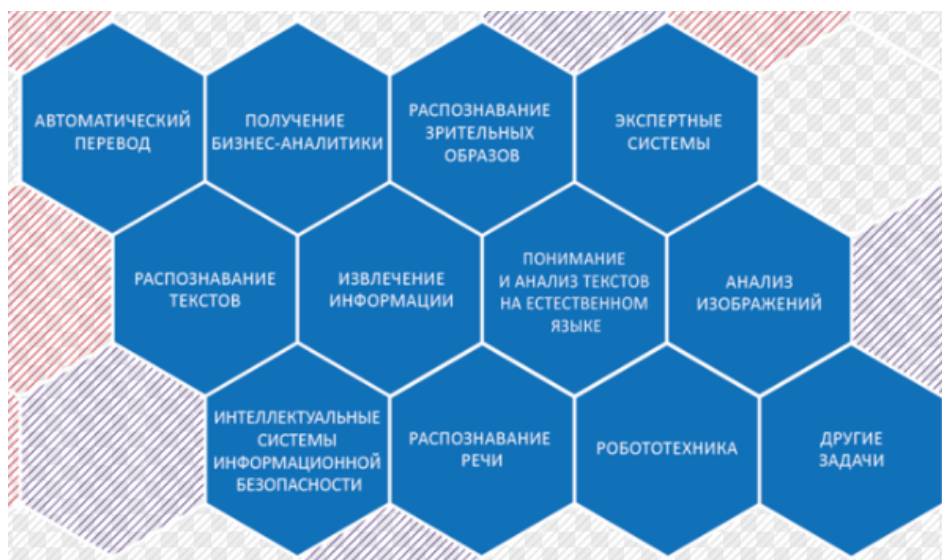 АВТОМАТИЧЕСКИЙ
ПЕРЕВОД
ПОЛУЧЕНИЕ
БИЗНЕС-АНАЛИТИКИ
РАСПОЗНАВАНИЕ
ЗРИТЕЛЬНЫХ
ОБРАЗОВ
ЭКСПЕРТНЫЕ
СИСТЕМЫ
РАСПОЗНАВАНИЕ
ТЕКСТОВ
ИЗВЛЕЧЕНИЕ
ИНФОРМАЦИИ
ПОНИМАНИЕ
И АНАЛИЗ ТЕКСТОВ
НА ЕСТЕСТВЕННОМ
ЯЗЫКЕ
АНАЛИЗ
ИЗОБРАЖЕНИЙ
ИНТЕЛЛЕКТУАЛЬНЫЕ
СИСТЕМЫ
ИНФОРМАЦИОННОЙ
БЕЗОПАСНОСТИ
РАСПОЗНАВАНИЕ
РЕЧИ
РОБОТОТЕХНИКА
ДРУГИЕ
ЗАДАЧИ